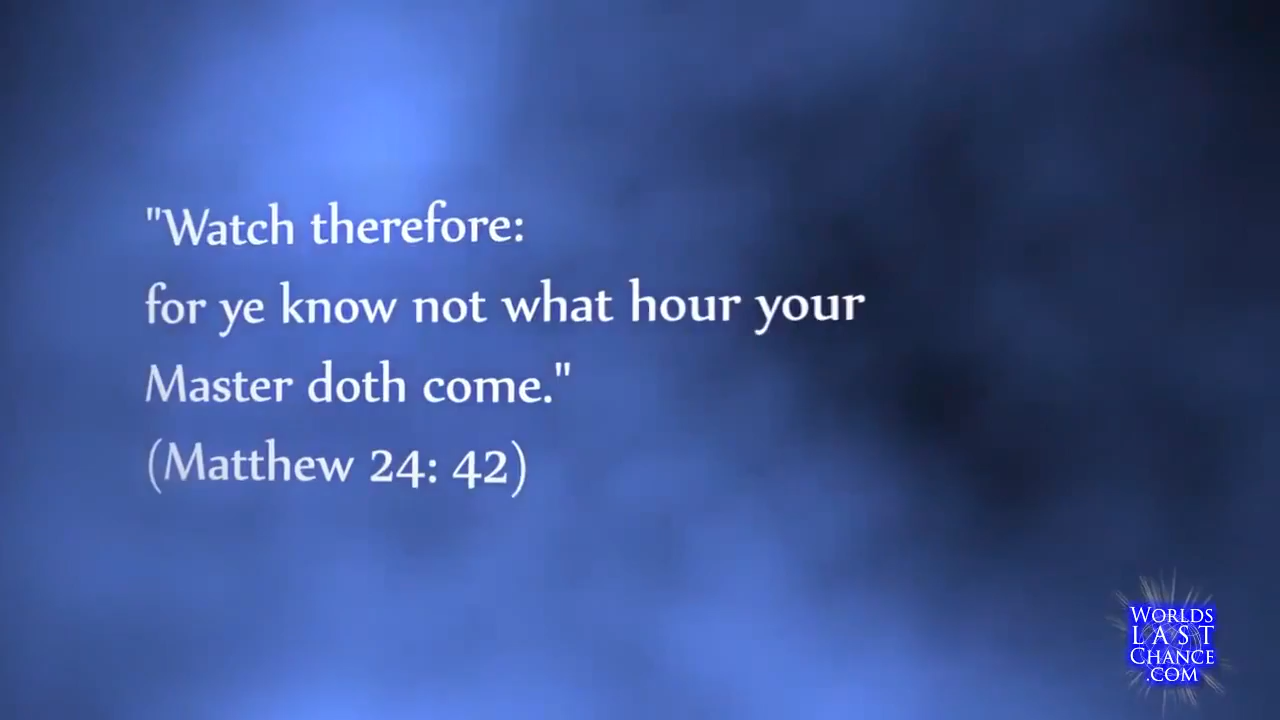 "Watch therefore:
for ye know not what hour your
Master doth come."
(Matthew 24: 42)
WORLDS
LAST
CHANCE
.COM